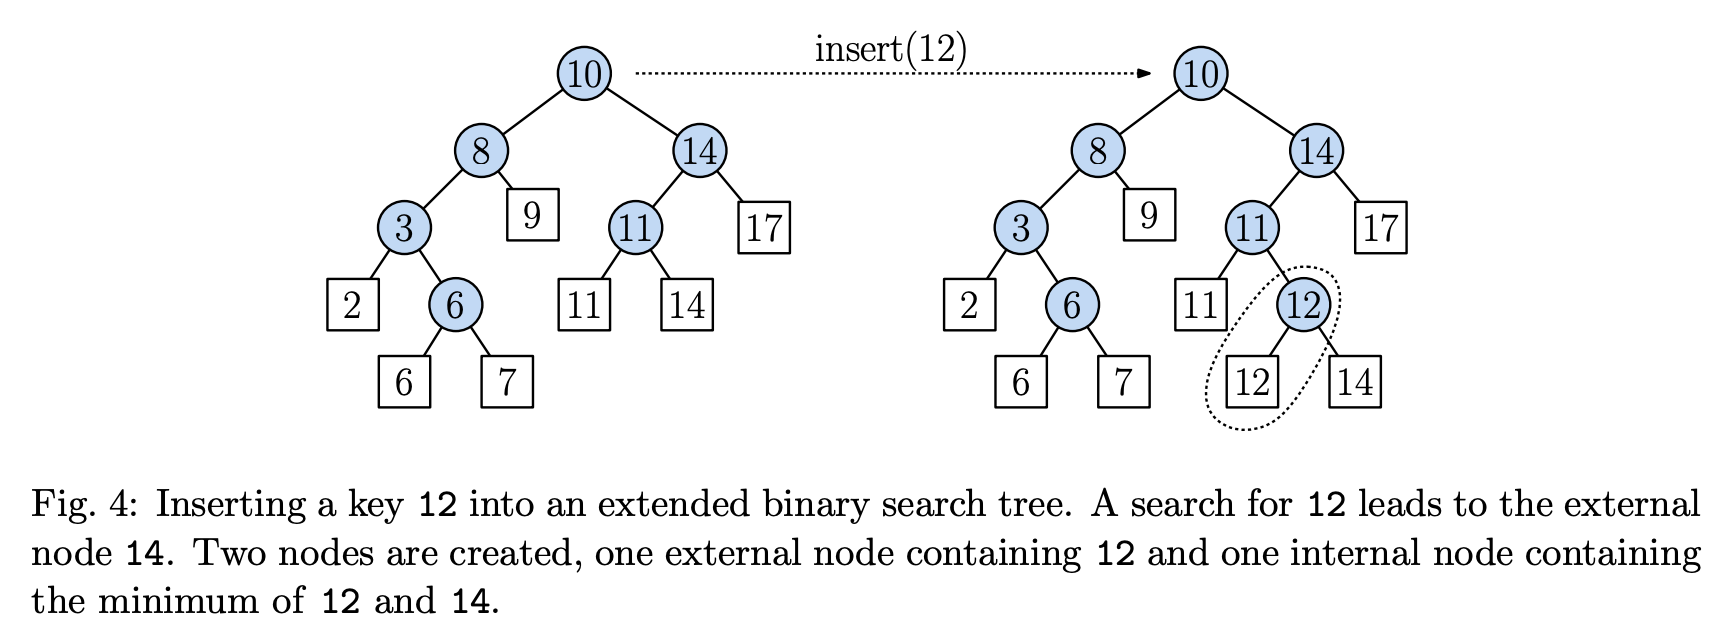 insert(12)
10 10
8 14 8 14
3 9 11 17 3 9 11 17
2 6 11 14 2 6 11 12
6 7 6 7 12 14
Fig. 4: Inserting a key 12 into an extended binary search tree. A search for 12 leads to the external
node 14. Two nodes are created, one external node containing 12 and one internal node containing
the minimum of 12 and 14.